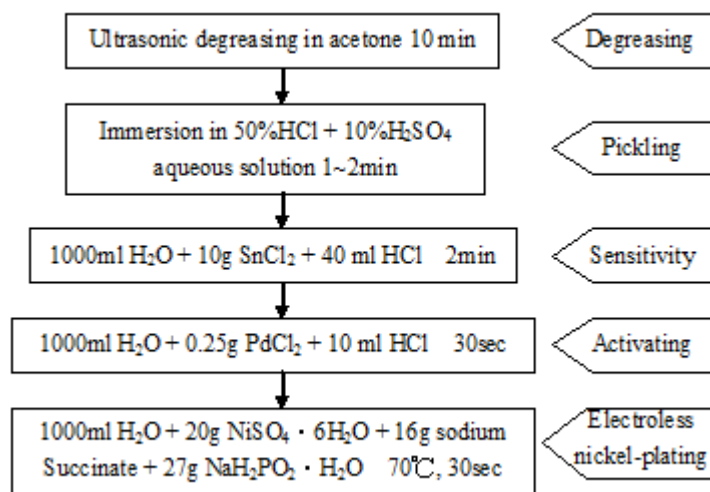 Ultrasonic degreasing in acetone 10 min
Degreasing
Immersion in 50%HCl + 10%H₂SO₄
aqueous solution 1~2min
Pickling
1000ml H₂O + 10g SnCl₂ + 40 ml HCl 2min
Sensitivity
1000ml H₂O + 0.25g PdCl₂ + 10 ml HCl 30sec
Activating
1000ml H₂O + 20g NiSO₄·6H₂O + 16g sodium
Succinate + 27g NaH₂PO₂·H₂O 70℃, 30sec
Electroless
nickel-plating